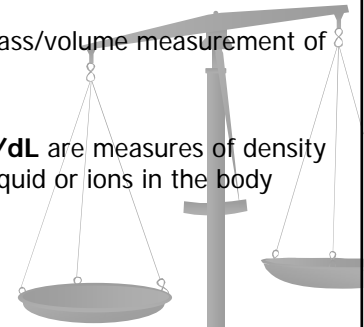 ass/volume measurement of
/dL are measures of density
quid or ions in the body